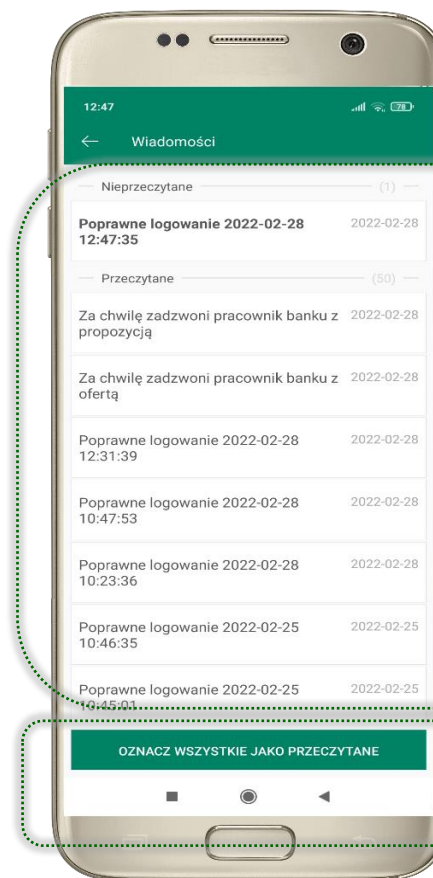 12:47
78
Wiadomości
Nieprzeczytane (1)
Poprawne logowanie 2022-02-28 2022-02-28
12:47:35
Przeczytane (50)
Za chwilę zadzwoni pracownik banku z 2022-02-28
propozycją
Za chwilę zadzwoni pracownik banku z 2022-02-28
ofertą
Poprawne logowanie 2022-02-28 2022-02-28
12:31:39
Poprawne logowanie 2022-02-28 2022-02-28
10:47:53
Poprawne logowanie 2022-02-28 2022-02-28
10:23:36
Poprawne logowanie 2022-02-25 2022-02-25
10:46:35
Poprawne logowanie 2022-02-25 2022-02-25
10:45:01
OZNACZ WSZYSTKIE JAKO PRZECZYTANE